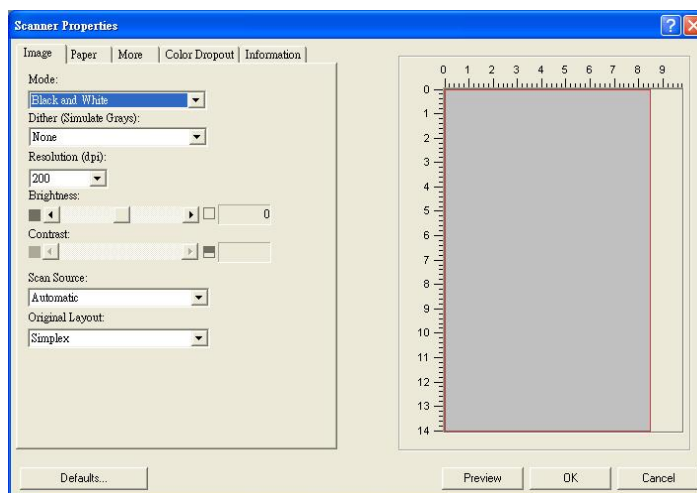 Scanner Properties
Image Paper More Color Dropout Information
Mode:
Black and White
Dither (Simulate Grays):
None
Resolution (dpi):
200
Brightness:
0
Contrast:
Scan Source:
Automatic
Original Layout:
Simplex
0 1 2 3 4 5 6 7 8 9
0
1
2
3
4
5
6
7
8
9
10
11
12
13
14
Defaults... Preview OK Cancel